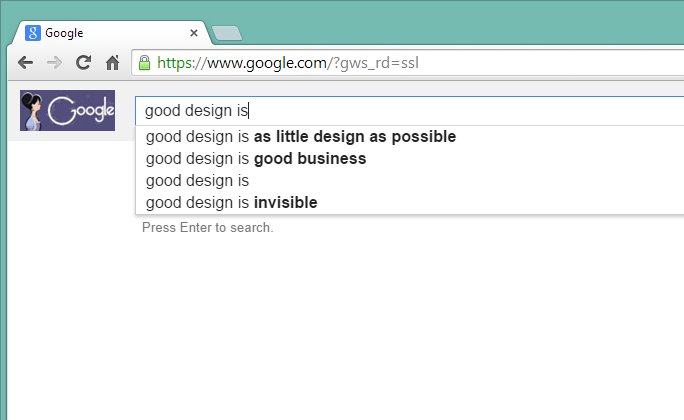 Google
https://www.google.com/?gws_rd=ssl
Google good design is
good design is as little design as possible
good design is good business
good design is
good design is invisible
Press Enter to search.